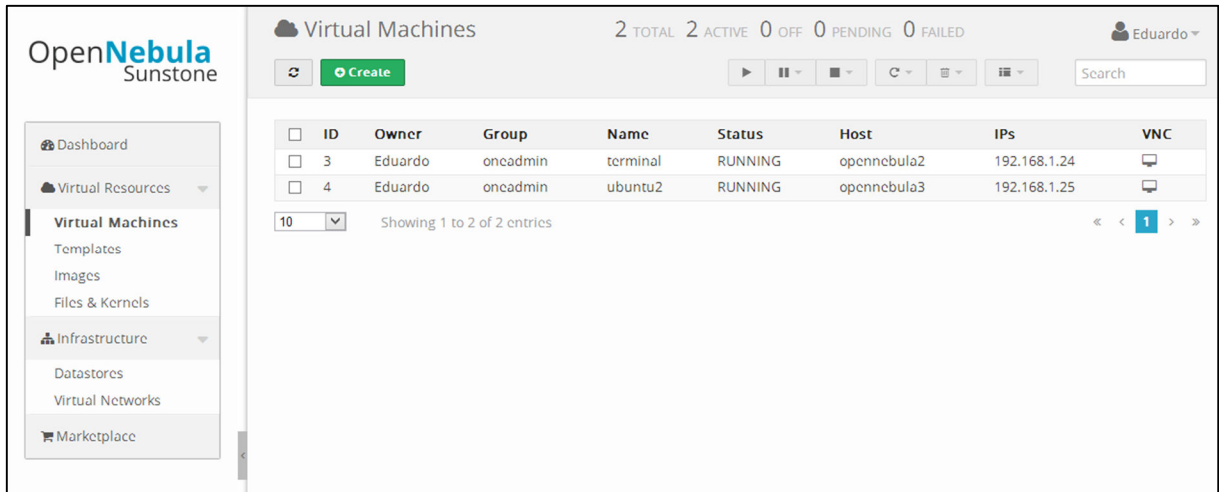 OpenNebula
Sunstone
Dashboard
Virtual Resources
Virtual Machines
Templates
Images
Files & Kernels
Infrastructure
Datastores
Virtual Networks
Marketplace
Virtual Machines 2 TOTAL 2 ACTIVE 0 OFF 0 PENDING 0 FAILED Eduardo
Create Search
ID Owner Group Name Status Host IPs VNC
3 Eduardo oneadmin terminal RUNNING opennebula2 192.168.1.24
4 Eduardo oneadmin ubuntu2 RUNNING opennebula3 192.168.1.25
10 Showing 1 to 2 of 2 entries « < 1 > »